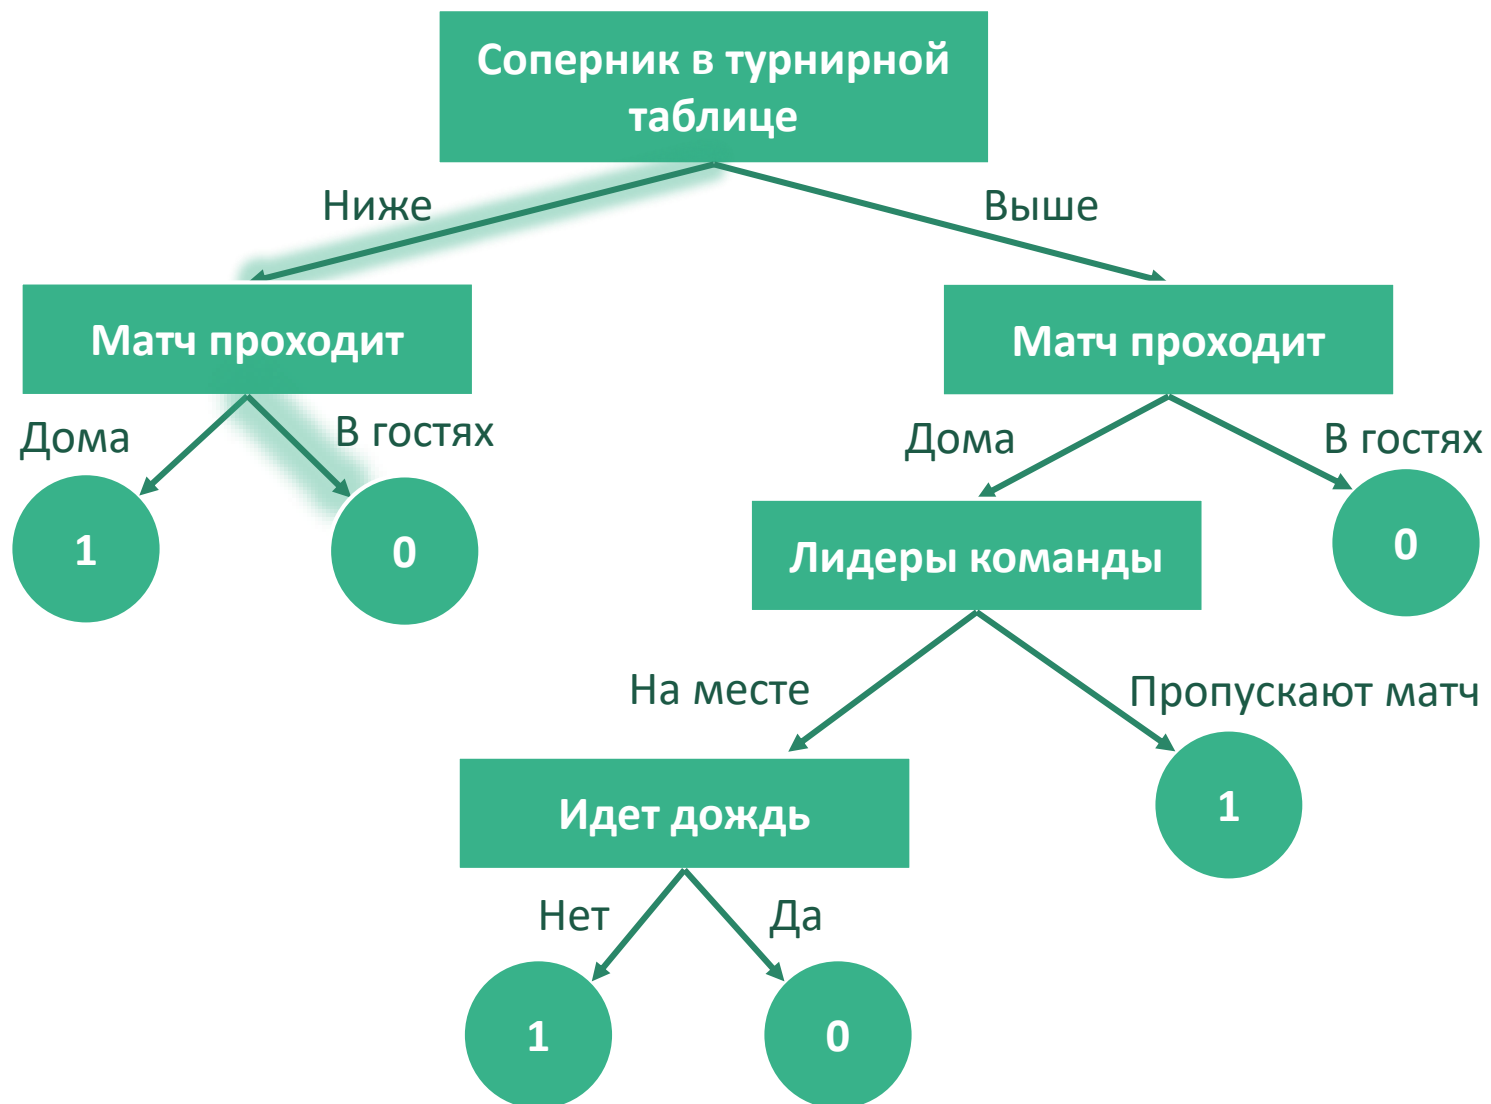 Соперник в турнирной
таблице
Ниже
Выше
Матч проходит
Матч проходит
Дома
В гостях
Дома
В гостях
1
0
Лидеры команды
0
На месте
Пропускают матч
Идет дождь
1
Нет
Да
1
0